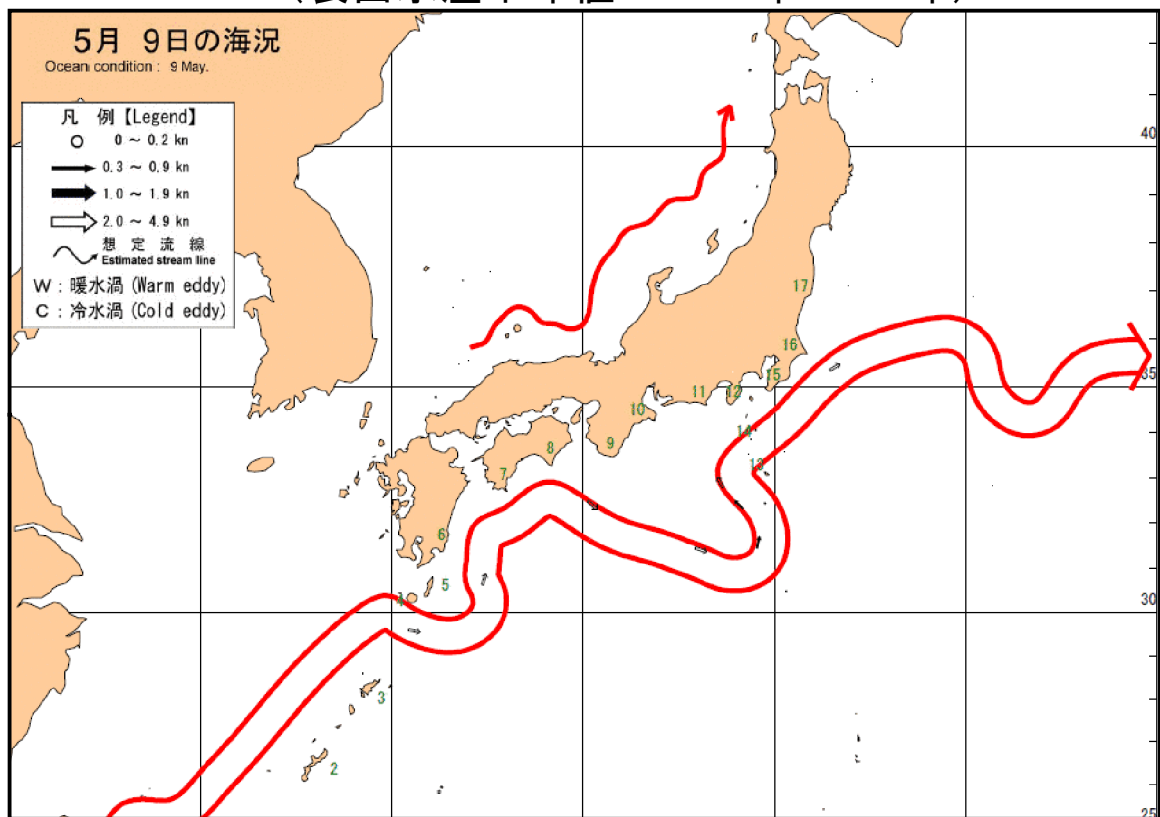 5月 9日の海況
Ocean condition : 9 May.
凡 例【Legend】
0 ~ 0.2 kn
0.3 ~ 0.9 kn
1.0 ~ 1.9 kn
2.0 ~ 4.9 kn
想 定 流 線
Estimated stream line
W : 暖水渦 (Warm eddy)
C : 冷水渦 (Cold eddy)
40
17
16
35
15
12
11
10
14
9
8
13
7
6
5
4
30
3
2
25